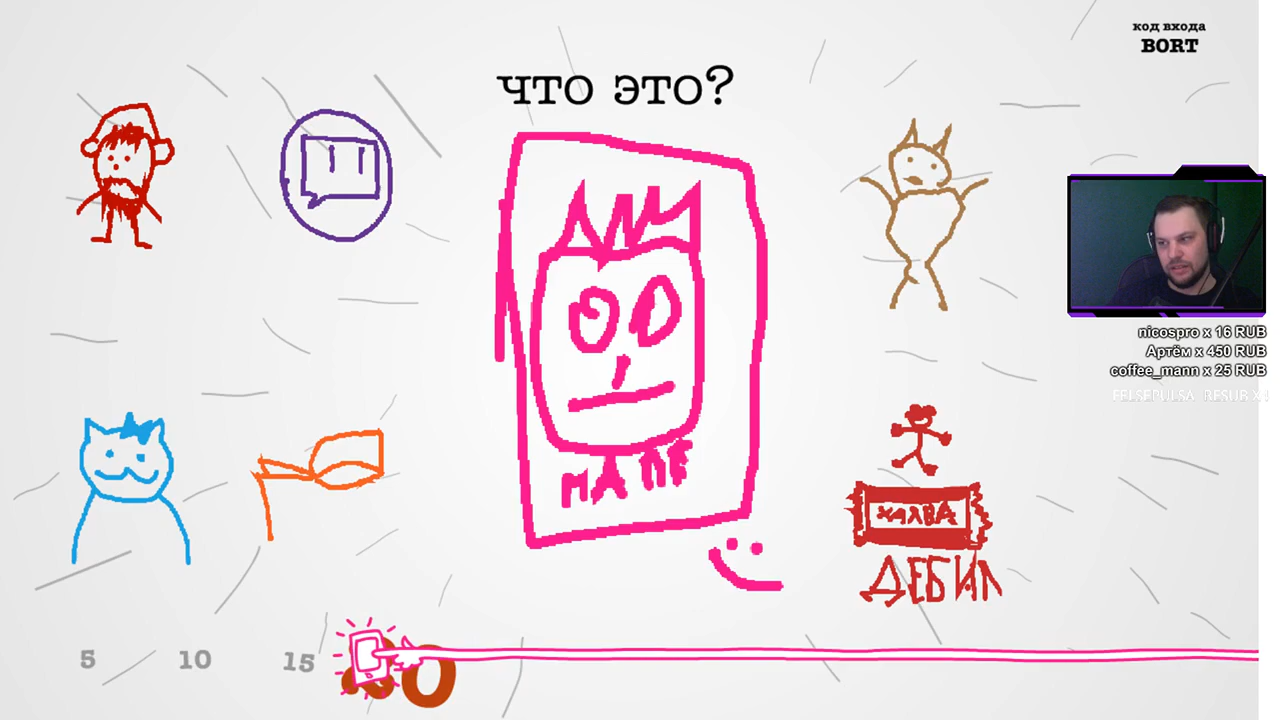 код входа
BORT
что это?
МАПЕ
nicospro x 16 RUB
Артём x 450 RUB
coffee_mann x 25 RUB
ХАЛВА
ДЕБИЛ
5 10 15